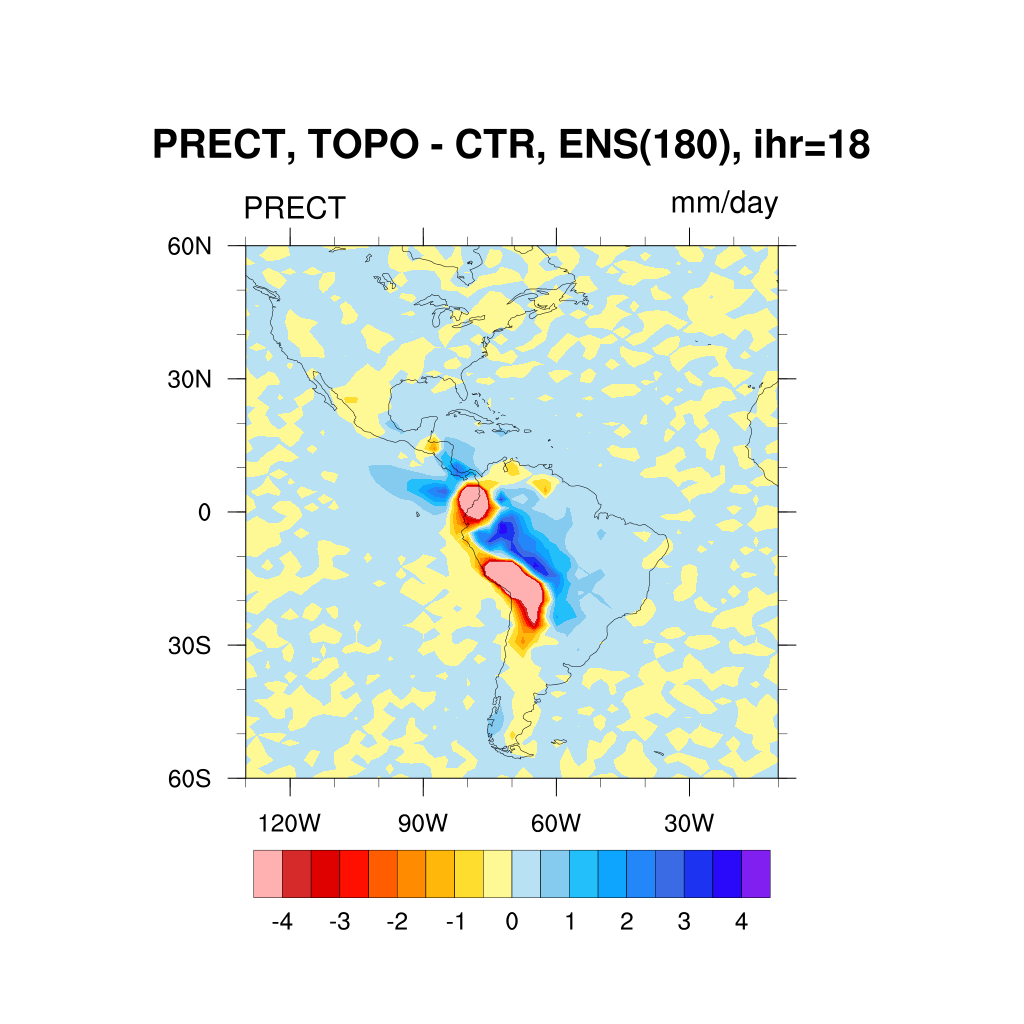 PRECT, TOPO - CTR, ENS(180), ihr=18
PRECT mm/day
60N
30N
0
30S
60S
120W 90W 60W 30W
-4 -3 -2 -1 0 1 2 3 4